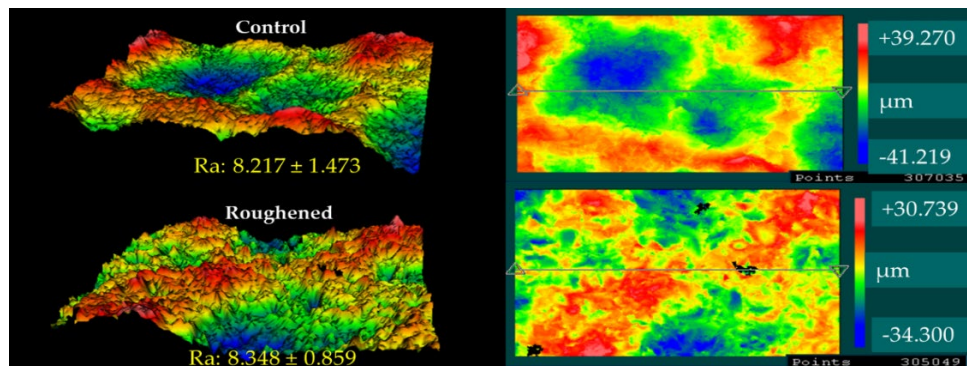 Control
Ra: 8.217 ± 1.473
+39.270
µm
-41.219
Points 307035
Roughened
Ra: 8.348 ± 0.859
+30.739
µm
-34.300
Points 305049